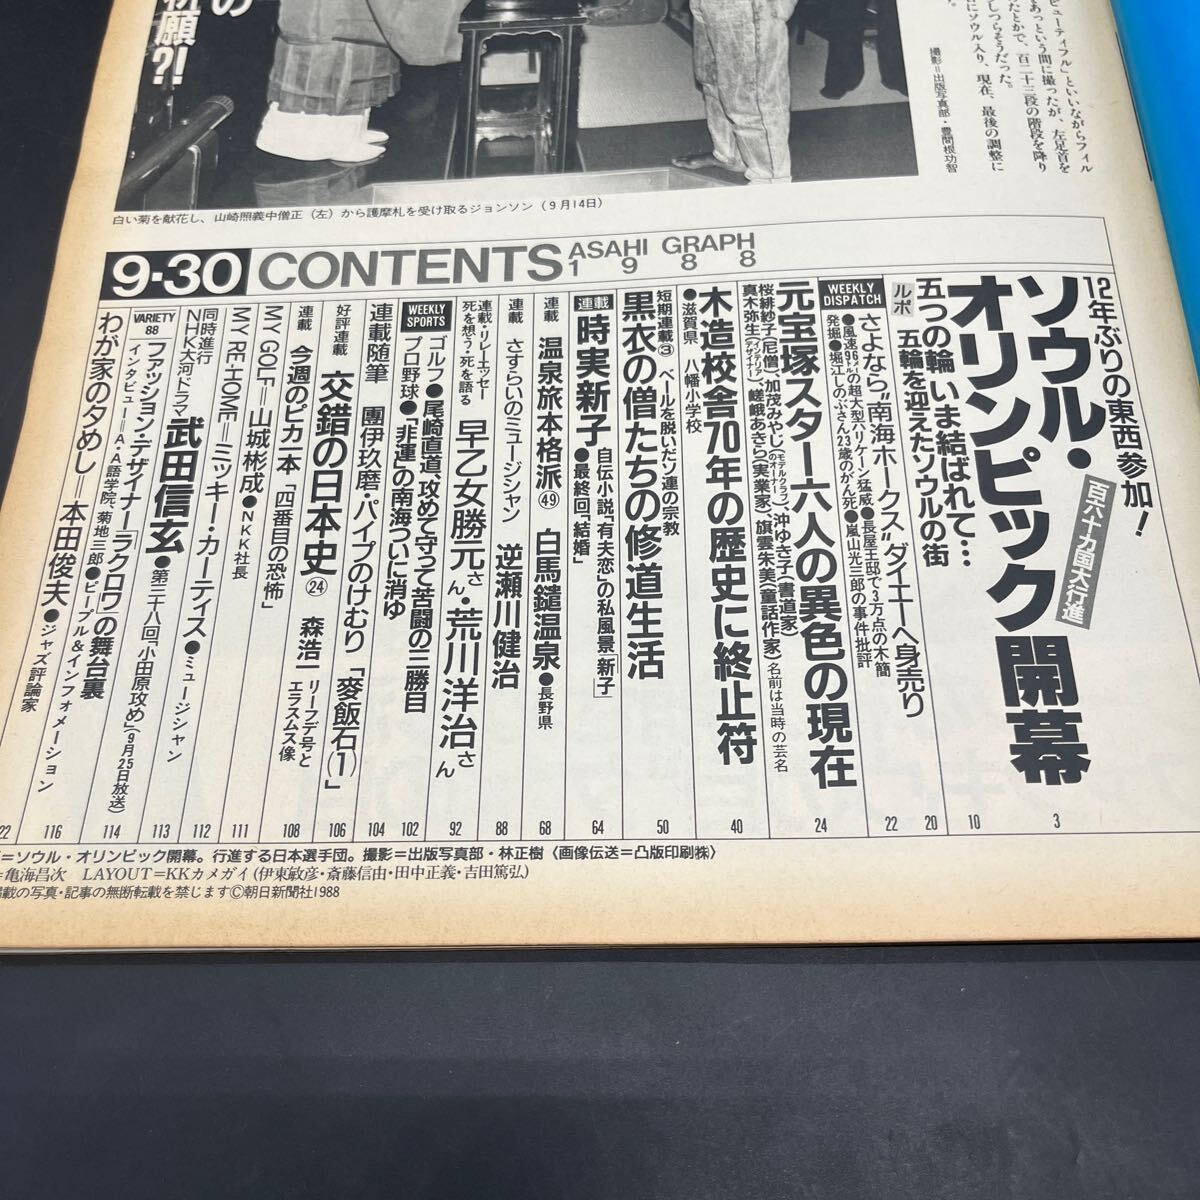 の
祈願?!
ビューティフル」といいながらフィル
あっという間に撮ったが、左足首を
ったとかで、百二十三段の階段を降り
しつらそうだった。
にソウル入り、現在、最後の調整に
撮影=出版写真部・豊間根功智
白い菊を献花し、山崎照義中僧正(左)から護摩札を受け取るジョンソン(9月14日)
9・30 CONTENTS ASAHI GRAPH 1988
12年ぶりの東西参加!
ソウル・オリンピック開幕
百六十カ国大行進
3
ルポ
五つの輪いま結ばれて…
10
五輪を迎えたソウルの街
20
WEEKLY DISPATCH
さよなら"南海ホークス"ダイエーへ身売り
●風速96㍍の超大型ハリケーン猛威●長屋王邸で3万点の木簡
発掘●堀江しのぶさん23歳のがん死●嵐山光三郎の事件批評
22
元宝塚スター六人の異色の現在
桜緋紗子(尼僧)、加茂みやじ(モデルクラブのオーナー)、沖ゆき子(書道家)
真木弥生(インテリアデザイナー)、嵯峨あきら(実業家)、旗雲朱美(童話作家)名前は当時の芸名
24
木造校舎70年の歴史に終止符
●滋賀県 八幡小学校
40
短期連載③ ベールを脱いだソ連の宗教
黒衣の僧たちの修道生活
50
連載 時実新子 自伝小説「有夫恋」の私風景「新子」
●最終回「結婚」
64
連載 温泉旅本格派㊾ 白馬鑓温泉●長野県
68
連載 さすらいのミュージシャン 逆瀬川健治
88
連載・リレーエッセー
死を想う・死を語る 早乙女勝元さん・荒川洋治さん
92
WEEKLY SPORTS
ゴルフ●尾崎直道、攻めて守って苦闘の三勝目
プロ野球●「非運」の南海ついに消ゆ
102
連載随筆 團伊玖磨・パイプのけむり「麦飯石(1)」
104
好評連載 交錯の日本史㉔ 森浩一 リーフデ号とエラスムス像
106
連載 今週のピカ一本「四番目の恐怖」
108
MY GOLF=山城彬成●NKK社長
111
MY RE-HOME=ミッキー・カーティス●ミュージシャン
112
同時進行
NHK大河ドラマ 武田信玄●第三十八回「小田原攻め」(9月25日放送)
113
VARIETY 88
ファッションデザイナー「ラクロワの舞台裏
インタビュー=A・A語学院 菊地三郎●ピープル&インフォメーション
114
わが家の夕めし――本田俊夫●ジャズ評論家
116
22
=ソウル・オリンピック開幕。行進する日本選手団。撮影=出版写真部・林正樹〈画像伝送=凸版印刷㈱〉
=亀海昌次 LAYOUT=KKカメガイ(伊東敏彦・斎藤信由・田中正義・吉田篤弘)
掲載の写真・記事の無断転載を禁じますⒸ朝日新聞社1988